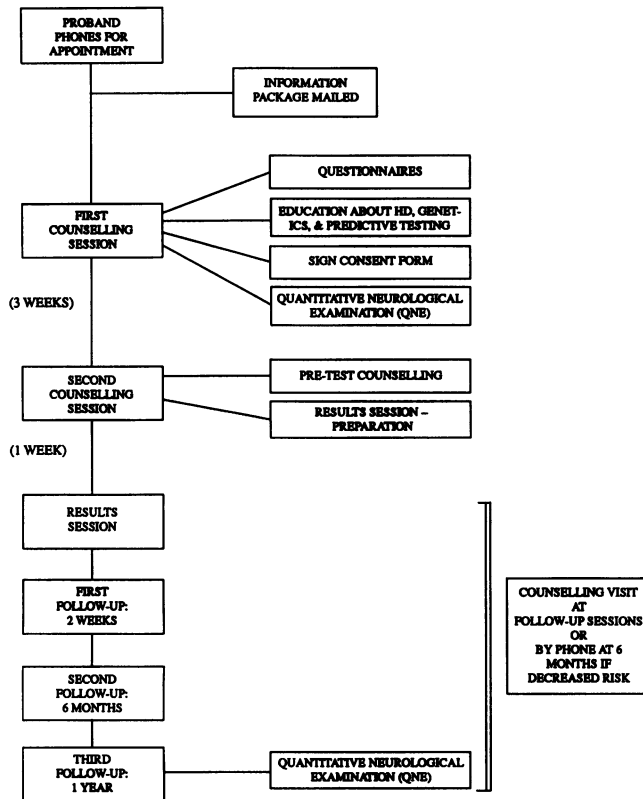 PROBAND
PHONES FOR
APPOINTMENT
INFORMATION
PACKAGE MAILED
QUESTIONNAIRES
FIRST
COUNSELLING
SESSION
EDUCATION ABOUT HD, GENET-
ICS, & PREDICTIVE TESTING
SIGN CONSENT FORM
QUANTITATIVE NEUROLOGICAL
EXAMINATION (QNE)
(3 WEEKS)
SECOND
COUNSELLING
SESSION
PRE-TEST COUNSELLING
RESULTS SESSION –
PREPARATION
(1 WEEK)
RESULTS
SESSION
FIRST
FOLLOW-UP:
2 WEEKS
COUNSELLING VISIT
AT
FOLLOW-UP SESSIONS
OR
BY PHONE AT 6
MONTHS IF
DECREASED RISK
SECOND
FOLLOW-UP:
6 MONTHS
THIRD
FOLLOW-UP:
1 YEAR
QUANTITATIVE NEUROLOGICAL
EXAMINATION (QNE)